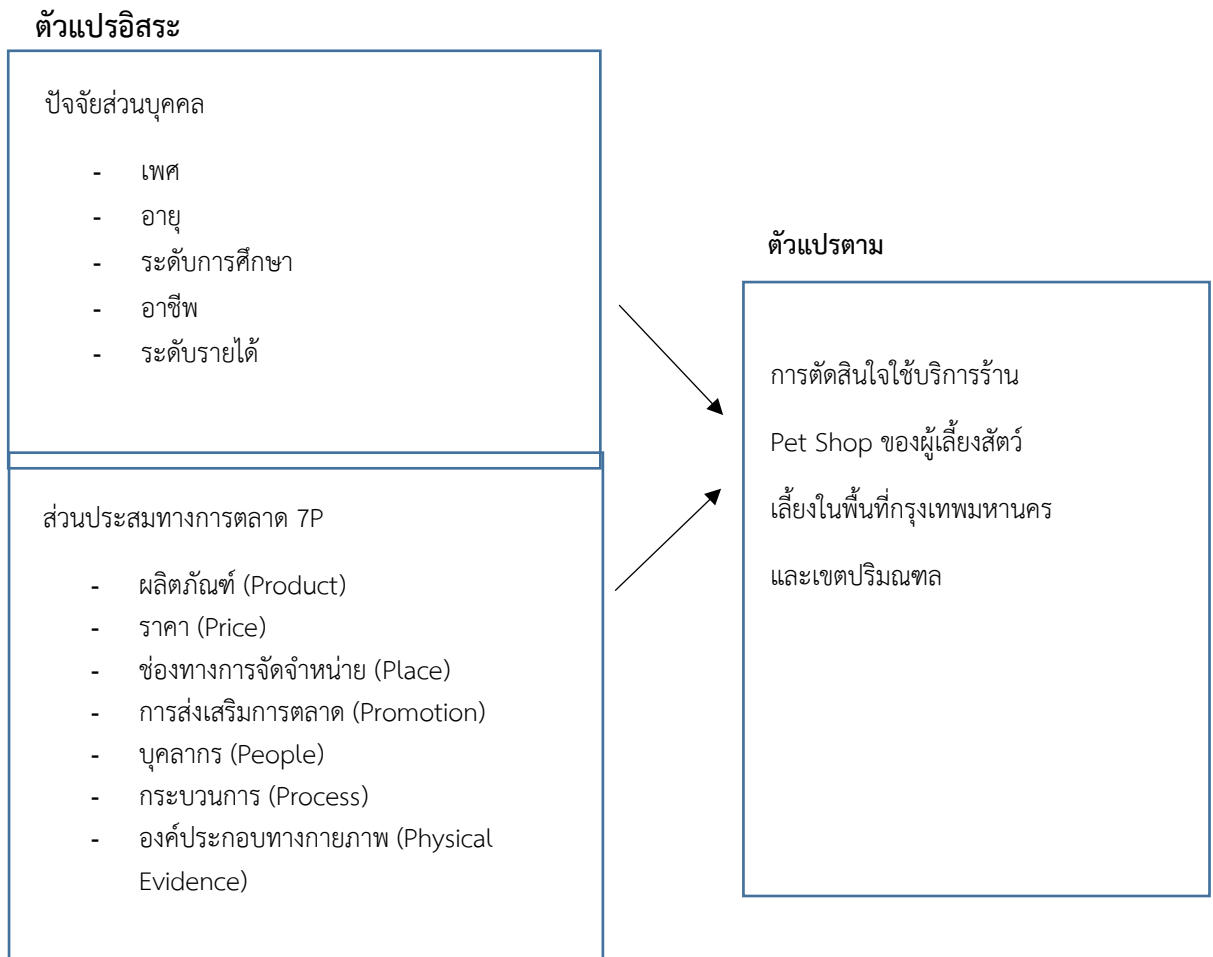 ตัวแปรอิสระ
ปัจจัยส่วนบุคคล
- เพศ
- อายุ
- ระดับการศึกษา
- อาชีพ
- ระดับรายได้
ส่วนประสมทางการตลาด 7P
- ผลิตภัณฑ์ (Product)
- ราคา (Price)
- ช่องทางการจัดจำหน่าย (Place)
- การส่งเสริมการตลาด (Promotion)
- บุคลากร (People)
- กระบวนการ (Process)
- องค์ประกอบทางกายภาพ (Physical
Evidence)
ตัวแปรตาม
การตัดสินใจใช้บริการร้าน
Pet Shop ของผู้เลี้ยงสัตว์
เลี้ยงในพื้นที่กรุงเทพมหานคร
และเขตปริมณฑล